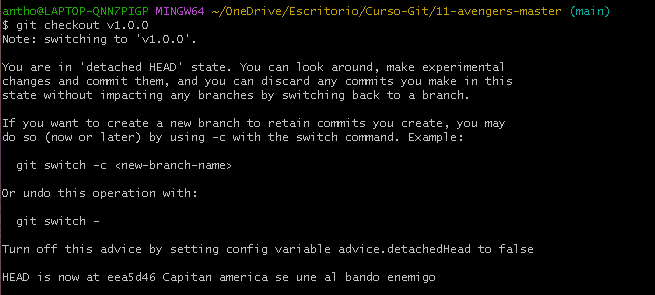 antho@LAPTOP-QNN7PIGP MINGW64 ~/OneDrive/Escritorio/Curso-Git/11-avengers-master (main)
$ git checkout v1.0.0
Note: switching to 'v1.0.0'.
You are in 'detached HEAD' state. You can look around, make experimental
changes and commit them, and you can discard any commits you make in this
state without impacting any branches by switching back to a branch.
If you want to create a new branch to retain commits you create, you may
do so (now or later) by using -c with the switch command. Example:
git switch -c <new-branch-name>
Or undo this operation with:
git switch -
Turn off this advice by setting config variable advice.detachedHead to false
HEAD is now at eea5d46 Capitan america se une al bando enemigo